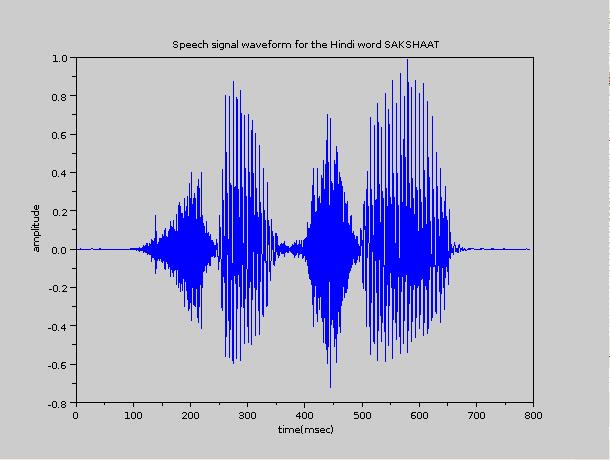 Speech signal waveform for the Hindi word SAKSHAAT
1.0
0.8
0.6
0.4
0.2
0.0
-0.2
-0.4
-0.6
-0.8
amplitude
0 100 200 300 400 500 600 700 800
time(msec)